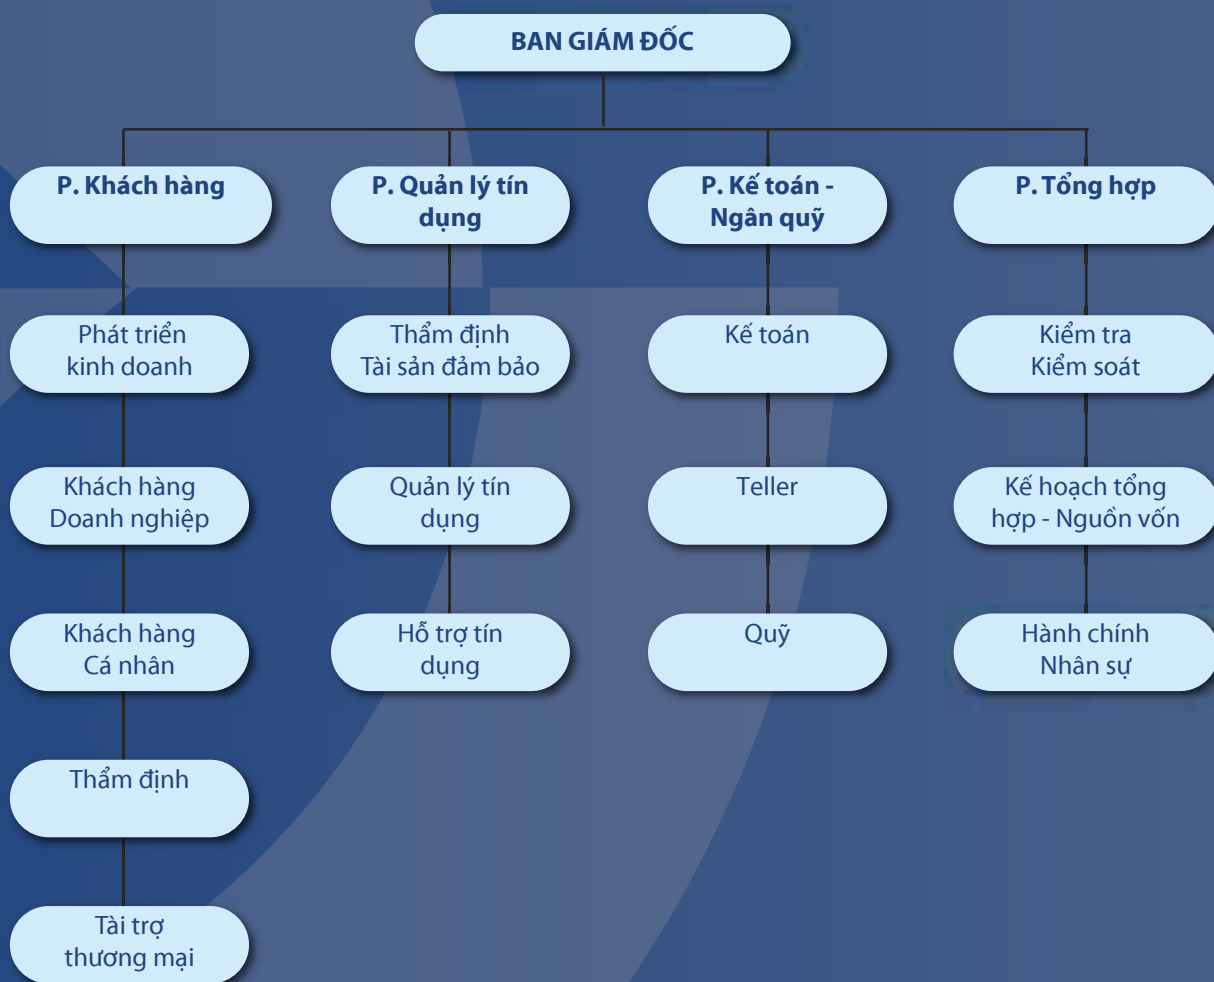 BAN GIÁM ĐỐC
P. Khách hàng
P. Quản lý tín
dụng
P. Kế toán -
Ngân quỹ
P. Tổng hợp
Phát triển
kinh doanh
Thẩm định
Tài sản đảm bảo
Kế toán
Kiểm tra
Kiểm soát
Khách hàng
Doanh nghiệp
Quản lý tín
dụng
Teller
Kế hoạch tổng
hợp - Nguồn vốn
Khách hàng
Cá nhân
Hỗ trợ tín
dụng
Quỹ
Hành chính
Nhân sự
Thẩm định
Tài trợ
thương mại